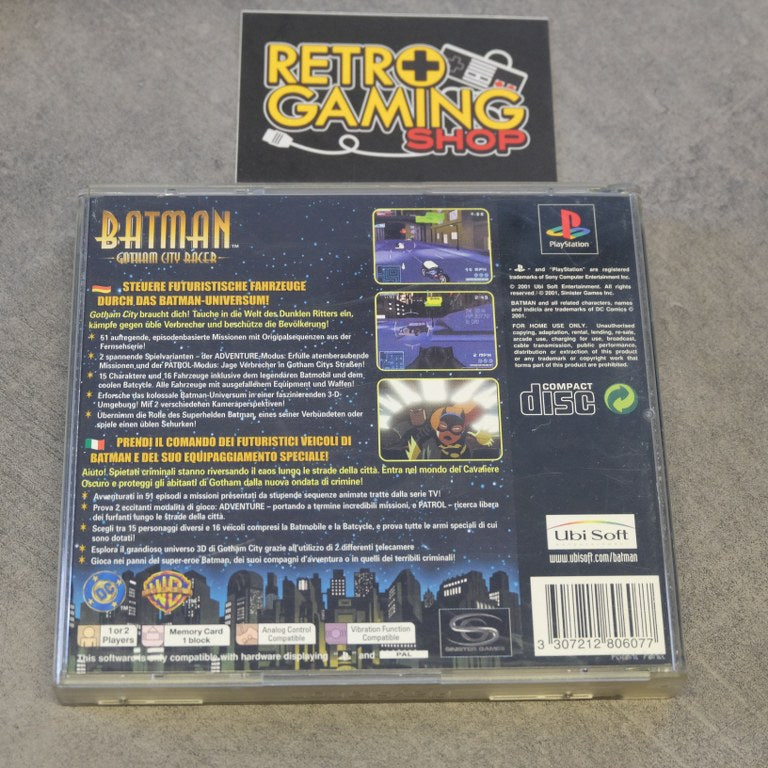 RETRO
GAMING
SHOP
BATMAN™
GOTHAM CITY RACER
STEUERE FUTURISTISCHE FAHRZEUGE
DURCH DAS BATMAN-UNIVERSUM!
Gotham City braucht dich! Tauche in die Welt des Dunklen Ritters ein,
kämpfe gegen üble Verbrecher und beschütze die Bevölkerung!
51 aufregende, episodenbasierte Missionen mit Originalsequenzen aus der
Fernsehserie!
2 spannende Spielvarianten – der ADVENTURE-Modus: Erfülle atemberaubende
Missionen und der PATROL-Modus: Jage Verbrecher in Gotham Citys Straßen!
15 Charaktere und 16 Fahrzeuge inklusive dem legendären Batmobil und dem
coolen Batcycle. Alle Fahrzeuge mit ausgefallenem Equipment und Waffen!
Erforsche das kolossale Batman-Universum in einer faszinierenden 3-D-
Umgebung! Mit 2 verschiedenen Kameraperspektiven!
Übernimm die Rolle des Superhelden Batman, eines seiner Verbündeten oder
spiele einen üblen Schurken!
PRENDI IL COMANDO DEI FUTURISTICI VEICOLI DI
BATMAN E DEL SUO EQUIPAGGIAMENTO SPECIALE!
Aiuto! Spietati criminali stanno riversando il caos lungo le strade della città. Entra nel mondo del Cavaliere
Oscuro e proteggi gli abitanti di Gotham dalla nuova ondata di crimine!
Avventurati in 91 episodi a missioni presentati da stupende sequenze animate tratte dalla serie TV!
Prova 2 eccitanti modalità di gioco: ADVENTURE - portando a termine incredibili missioni, e PATROL - ricerca libera
dei furfanti lungo le strade della città.
Scegli tra 15 personaggi diversi e 16 veicoli compresi la Batmobile e la Batcycle, e prova tutte le armi speciali di cui
sono dotati!
Esplora il grandioso universo 3D di Gotham City grazie all'utilizzo di 2 differenti telecamere
Gioca nei panni del super-eroe Batman, dei suoi compagni d'avventura o in quelli dei terribili criminali!
DC
WB
1 or 2
Players
Memory Card
1 block
Analog Control
Compatible
Vibration Function
Compatible
This software is only compatible with hardware displaying " " and PAL
SINISTER GAMES
PlayStation
" " and "PlayStation" are registered
trademarks of Sony Computer Entertainment Inc.
© 2001 Ubi Soft Entertainment. All rights
reserved / © 2001, Sinister Games Inc.
BATMAN and all related characters, names
and indicia are trademarks of DC Comics ©
2001.
FOR HOME USE ONLY. Unauthorised
copying, adaptation, rental, lending, re-sale,
arcade use, charging for use, broadcast,
cable transmission, public performance,
distribution or extraction of this product
or any trademark or copyright work that
forms part of this product are prohibited.
COMPACT
disc
Ubi Soft
www.ubisoft.com/batman
3 307212 806077